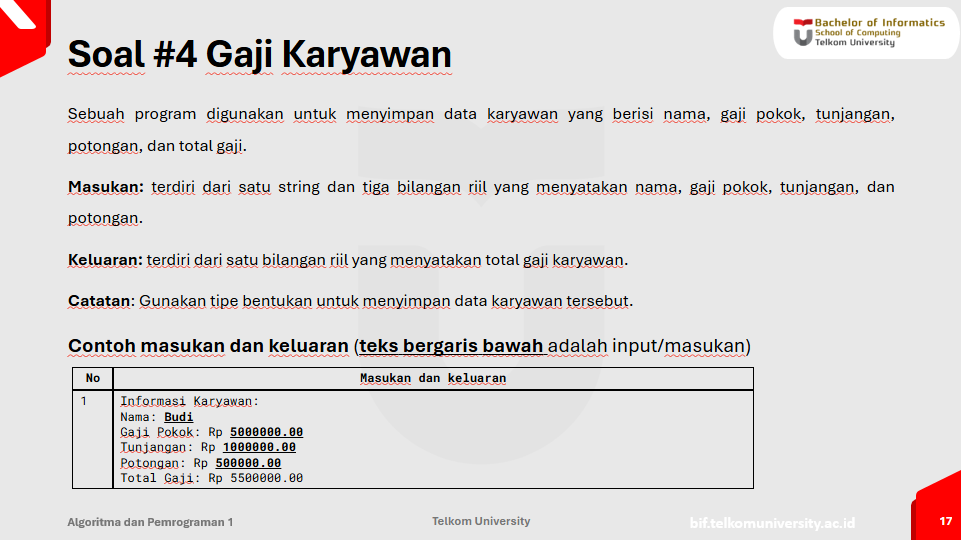 Bachelor of Informatics
School of Computing
Telkom University
Soal #4 Gaji Karyawan
Sebuah program digunakan untuk menyimpan data karyawan yang berisi nama, gaji pokok, tunjangan,
potongan, dan total gaji.
Masukan: terdiri dari satu string dan tiga bilangan riil yang menyatakan nama, gaji pokok, tunjangan, dan
potongan.
Keluaran: terdiri dari satu bilangan riil yang menyatakan total gaji karyawan.
Catatan: Gunakan tipe bentukan untuk menyimpan data karyawan tersebut.
Contoh masukan dan keluaran (teks bergaris bawah adalah input/masukan)
No Masukan dan keluaran
1 Informasi Karyawan:
Nama: Budi
Gaji Pokok: Rp 5000000.00
Tunjangan: Rp 1000000.00
Potongan: Rp 500000.00
Total Gaji: Rp 5500000.00
Algoritma dan Pemrograman 1 Telkom University bif.telkomuniversity.ac.id 17